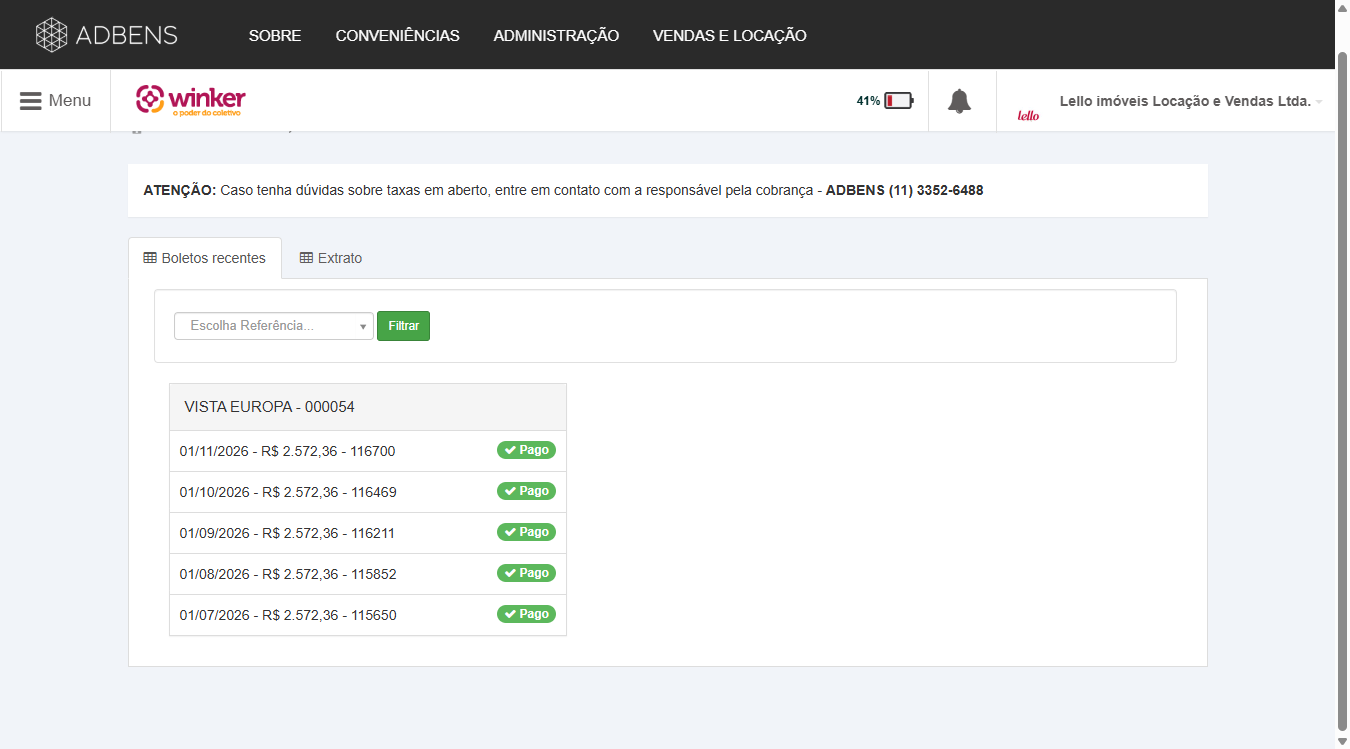 ADBENS
SOBRE CONVENIÊNCIAS ADMINISTRAÇÃO VENDAS E LOCAÇÃO
Menu
winker
o poder do coletivo
41%
lello
Lello imóveis Locação e Vendas Ltda.
ATENÇÃO: Caso tenha dúvidas sobre taxas em aberto, entre em contato com a responsável pela cobrança - ADBENS (11) 3352-6488
Boletos recentes Extrato
Escolha Referência... Filtrar
VISTA EUROPA - 000054
01/11/2026 - R$ 2.572,36 - 116700 Pago
01/10/2026 - R$ 2.572,36 - 116469 Pago
01/09/2026 - R$ 2.572,36 - 116211 Pago
01/08/2026 - R$ 2.572,36 - 115852 Pago
01/07/2026 - R$ 2.572,36 - 115650 Pago